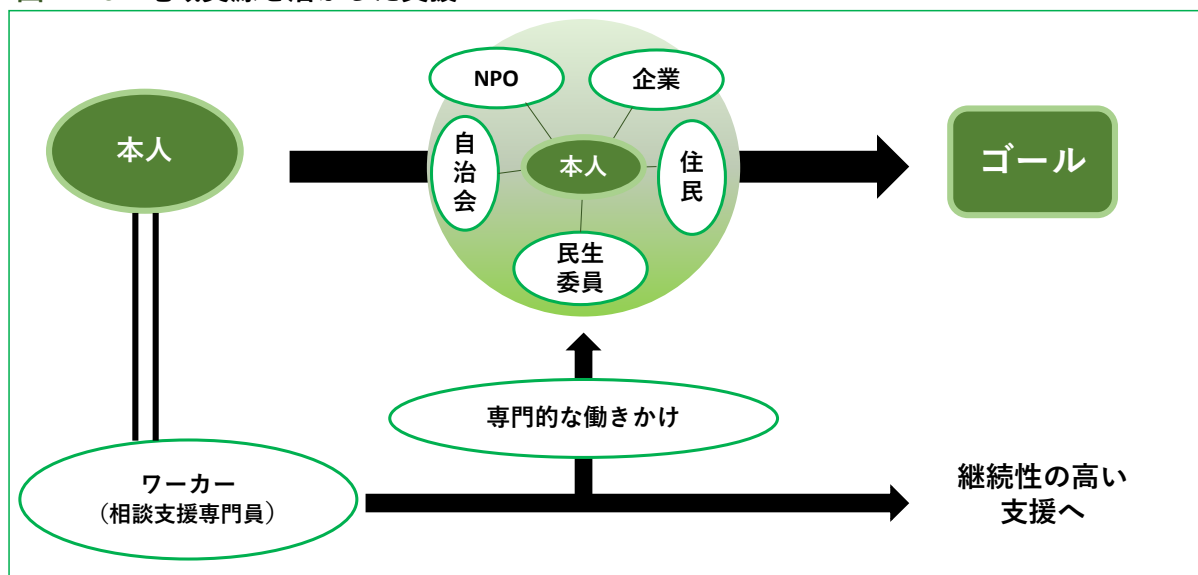 NPO
企業
本人
自治会
本人
住民
ゴール
民生
委員
専門的な働きかけ
ワーカー
（相談支援専門員）
継続性の高い
支援へ